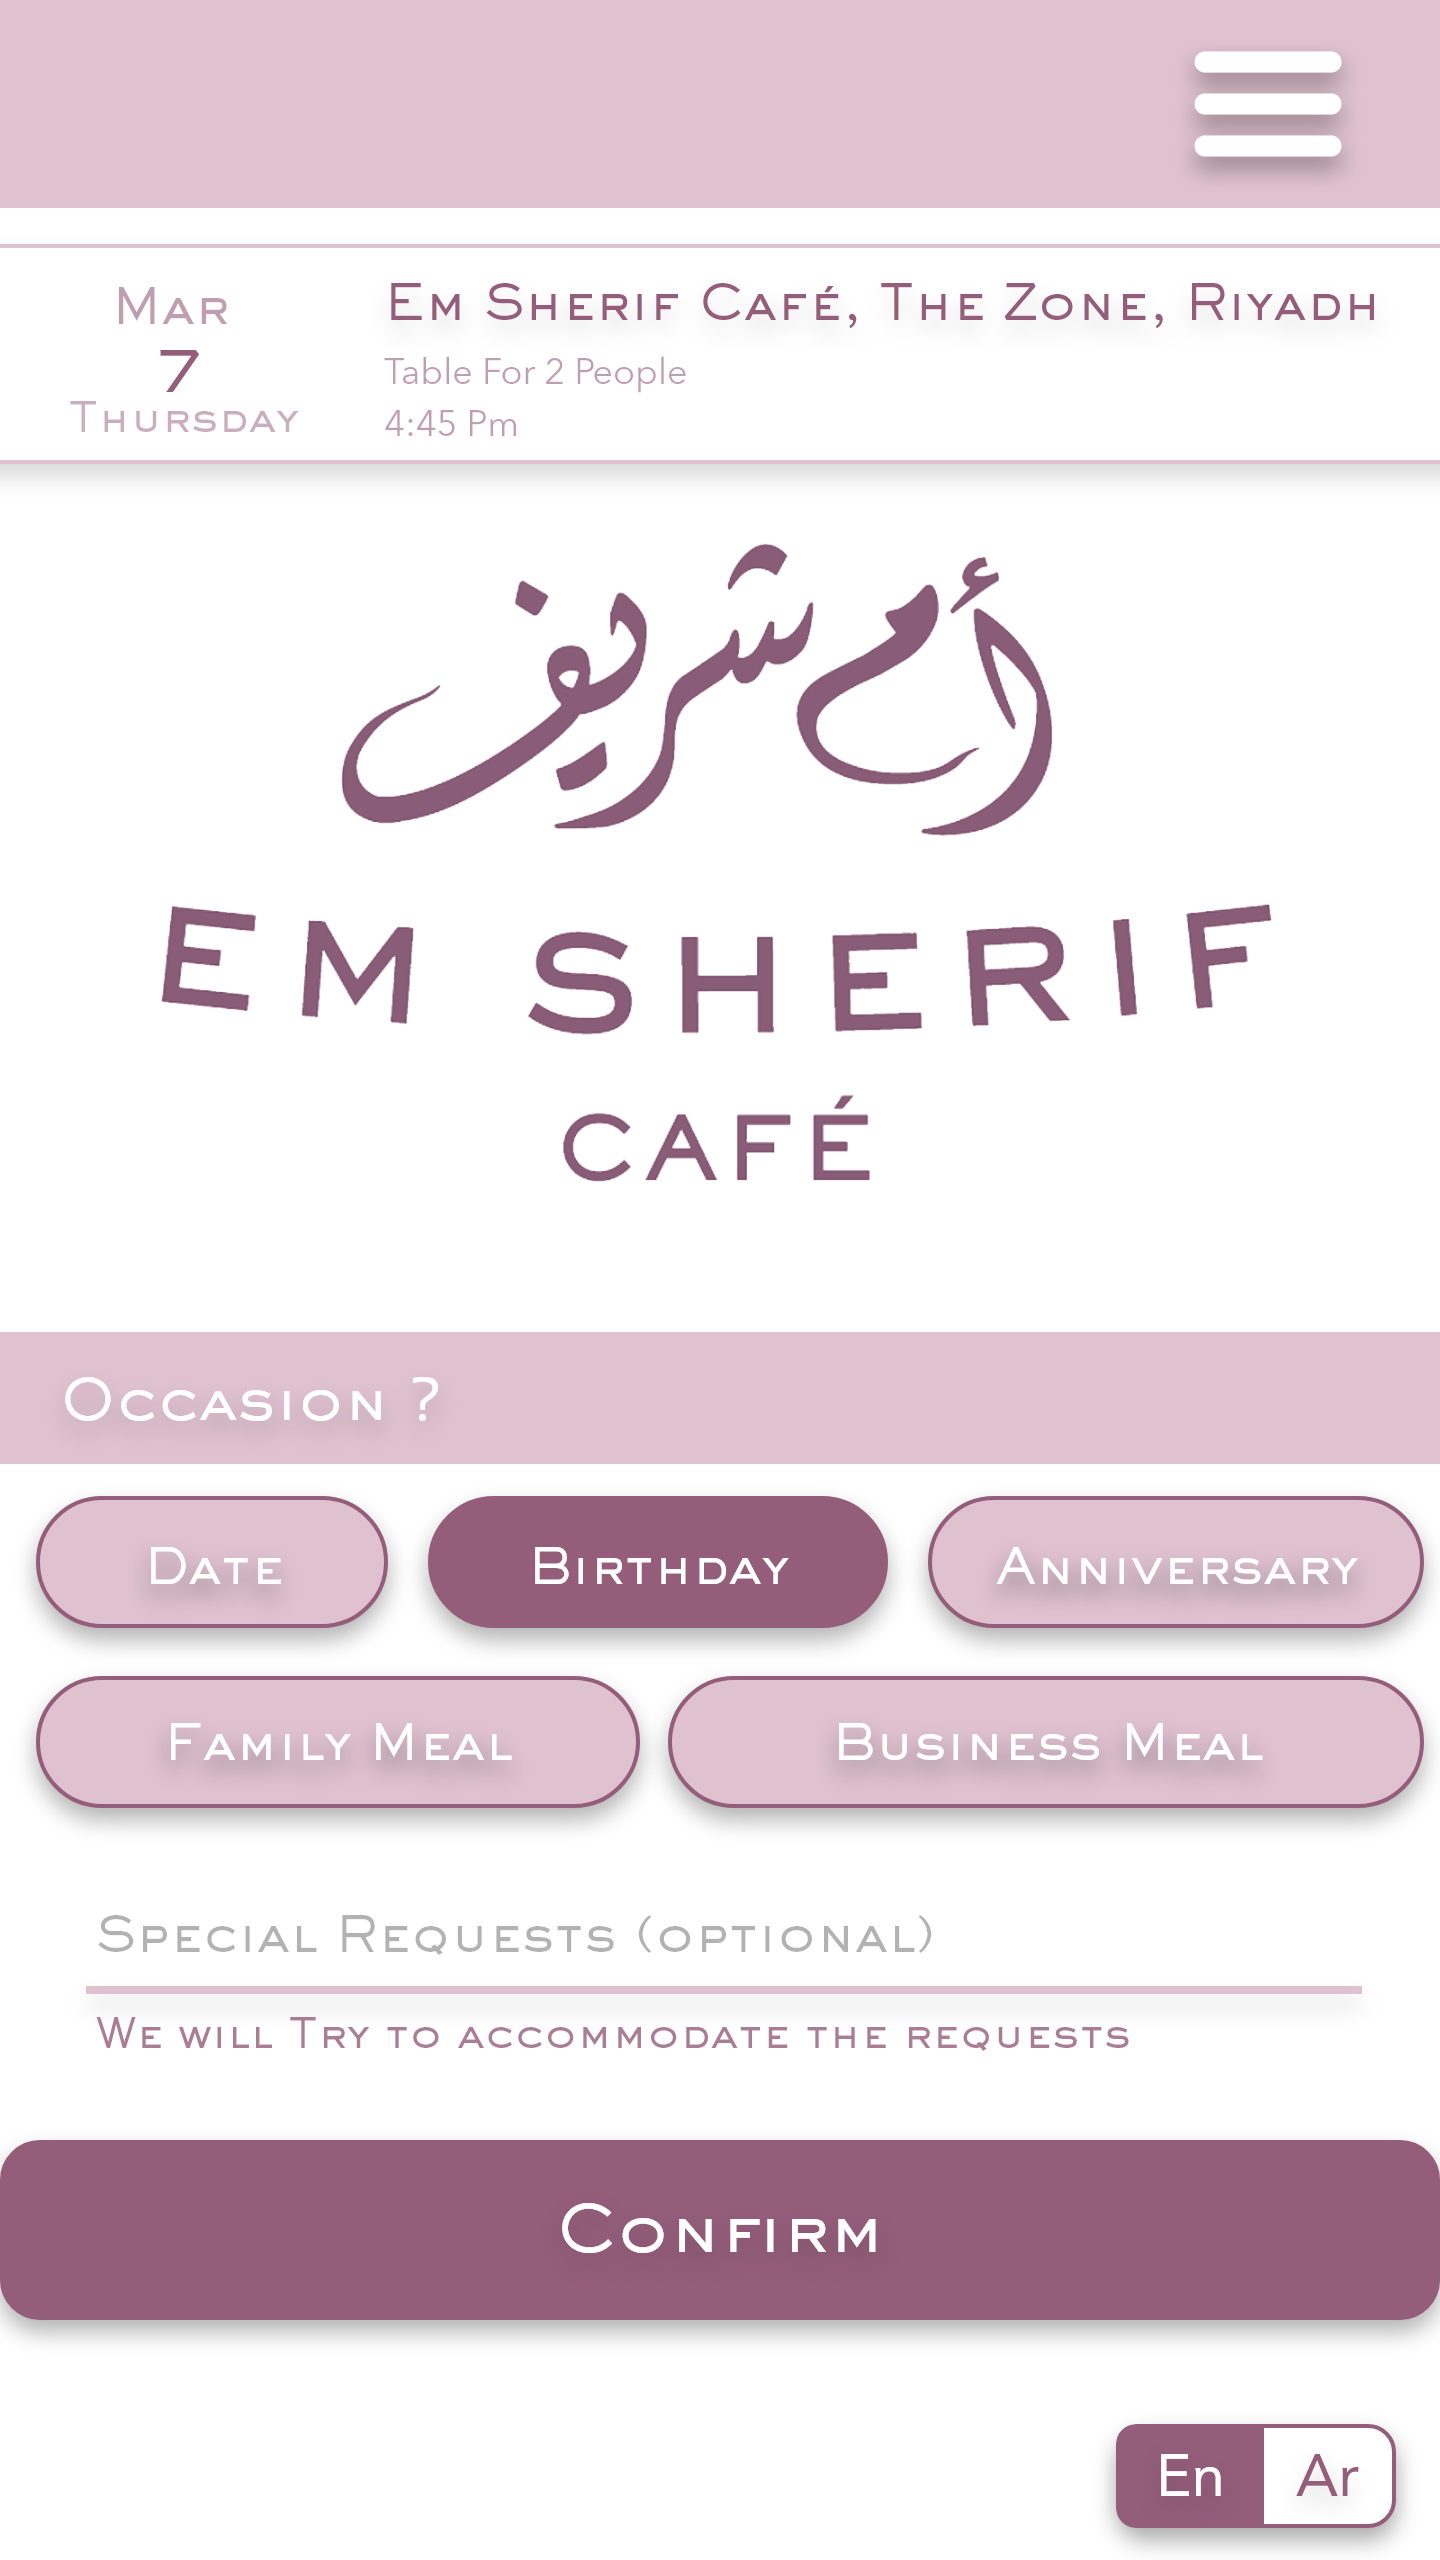 Mar
7
Thursday
Em Sherif Café, The Zone, Riyadh
Table For 2 People
4:45 Pm
أم شريف
EM SHERIF
CAFÉ
Occasion ?
Date
Birthday
Anniversary
Family Meal
Business Meal
Special Requests (optional)
We will Try to accommodate the requests
Confirm
En
Ar